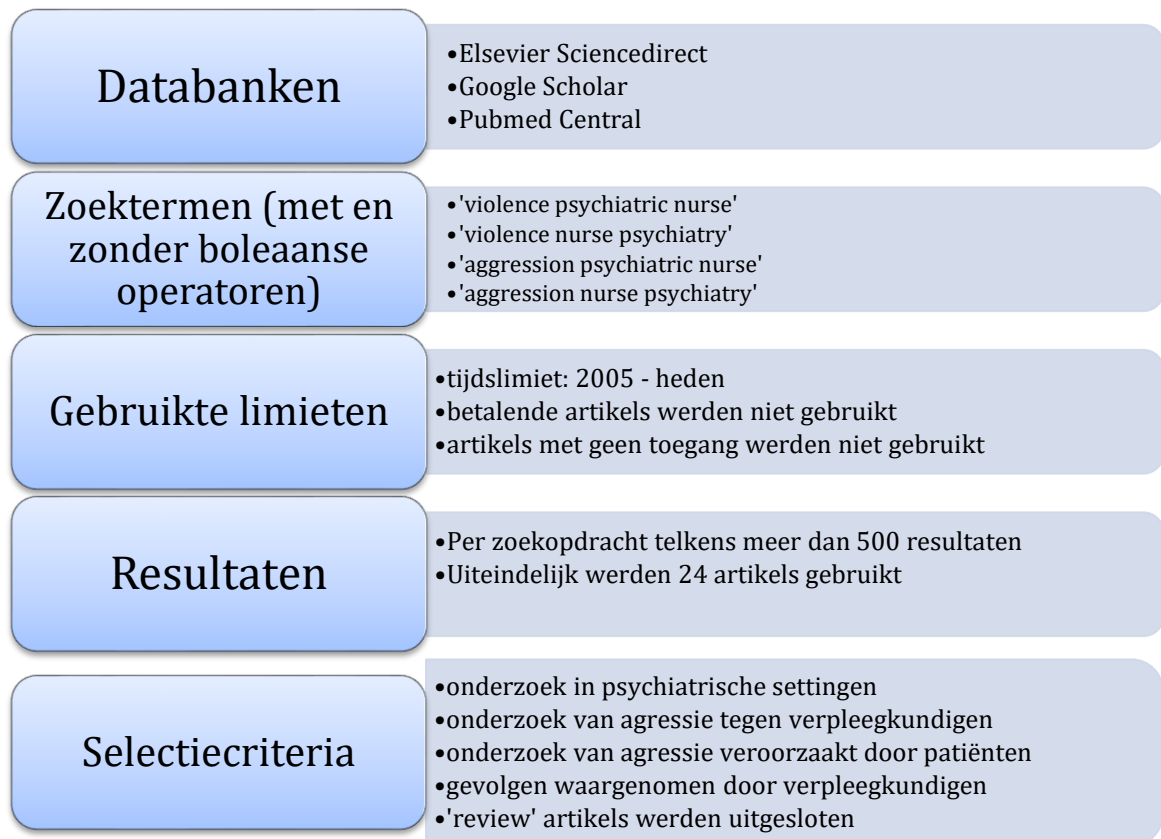 Databanken
•Elsevier Sciencedirect
•Google Scholar
•Pubmed Central
Zoektermen (met en
zonder boleaanse
operatoren)
•'violence psychiatric nurse'
•'violence nurse psychiatry'
•'aggression psychiatric nurse'
•'aggression nurse psychiatry'
Gebruikte limieten
•tijdslimiet: 2005 - heden
•betalende artikels werden niet gebruikt
•artikels met geen toegang werden niet gebruikt
Resultaten
•Per zoekopdracht telkens meer dan 500 resultaten
•Uiteindelijk werden 24 artikels gebruikt
Selectiecriteria
•onderzoek in psychiatrische settingen
•onderzoek van agressie tegen verpleegkundigen
•onderzoek van agressie veroorzaakt door patiënten
•gevolgen waargenomen door verpleegkundigen
•'review' artikels werden uitgesloten